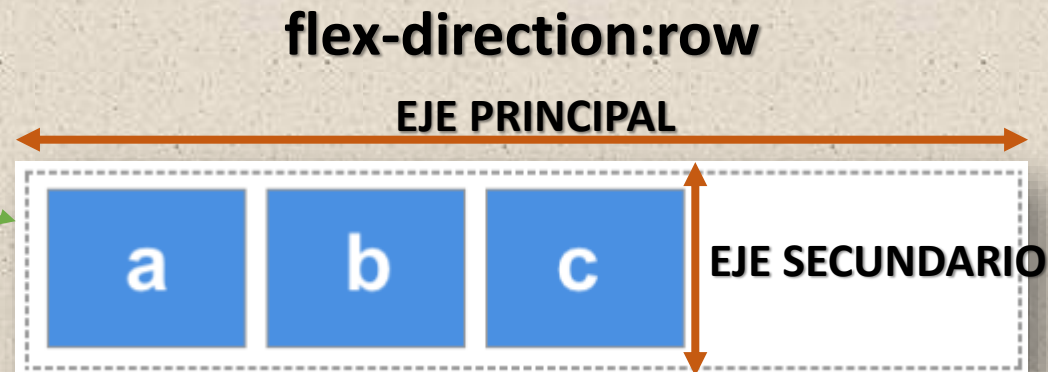 flex-direction:row
EJE PRINCIPAL
a b c
EJE SECUNDARIO